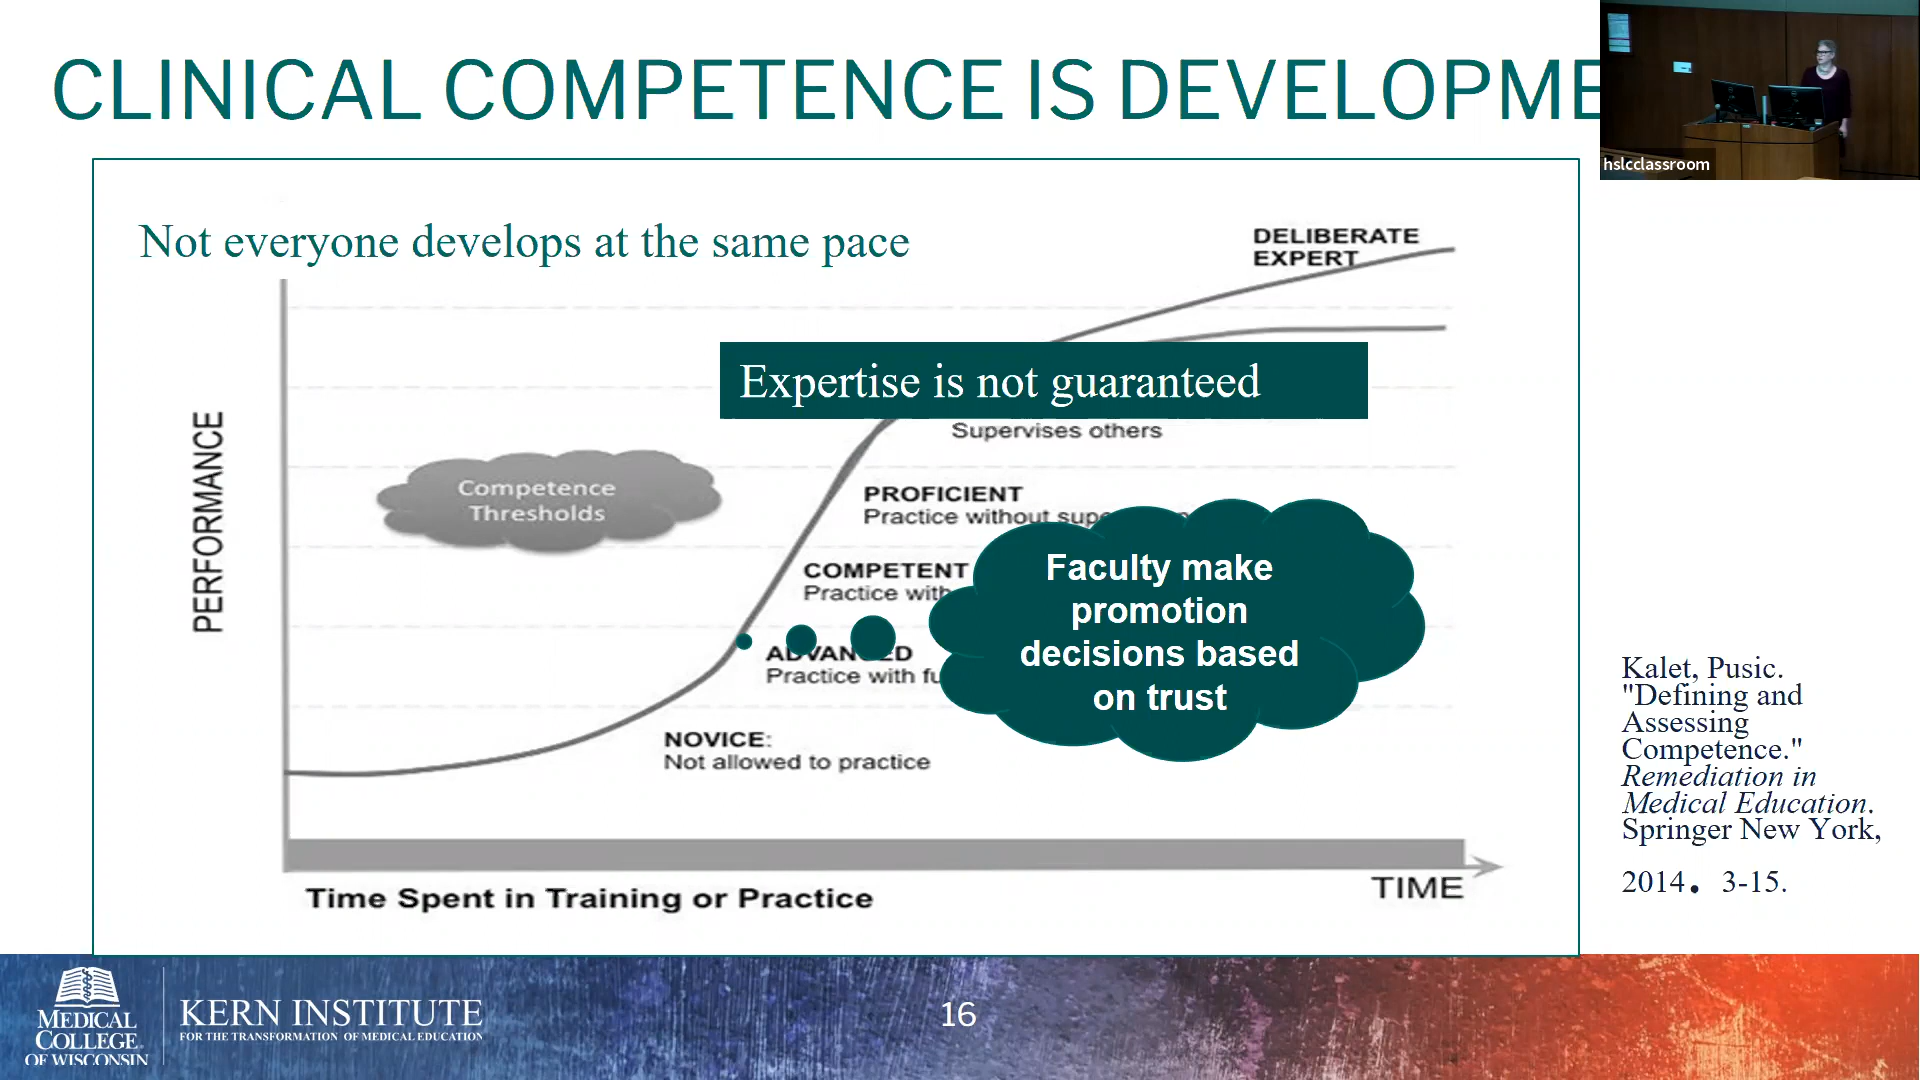 CLINICAL COMPETENCE IS DEVELOPME
hslcclassroom
Not everyone develops at the same pace
DELIBERATE
EXPERT
Expertise is not guaranteed
Supervises others
PERFORMANCE
Competence
Thresholds
PROFICIENT
Practice without
COMPETENT
Practice with
Faculty make
promotion
decisions based
on trust
ADVANCED
Practice with
NOVICE:
Not allowed to practice
Time Spent in Training or Practice
TIME
Kalet, Pusic.
"Defining and
Assessing
Competence."
Remediation in
Medical Education.
Springer New York,
2014. 3-15.
MEDICAL
COLLEGE
OF WISCONSIN
KERN INSTITUTE
FOR THE TRANSFORMATION OF MEDICAL EDUCATION
16